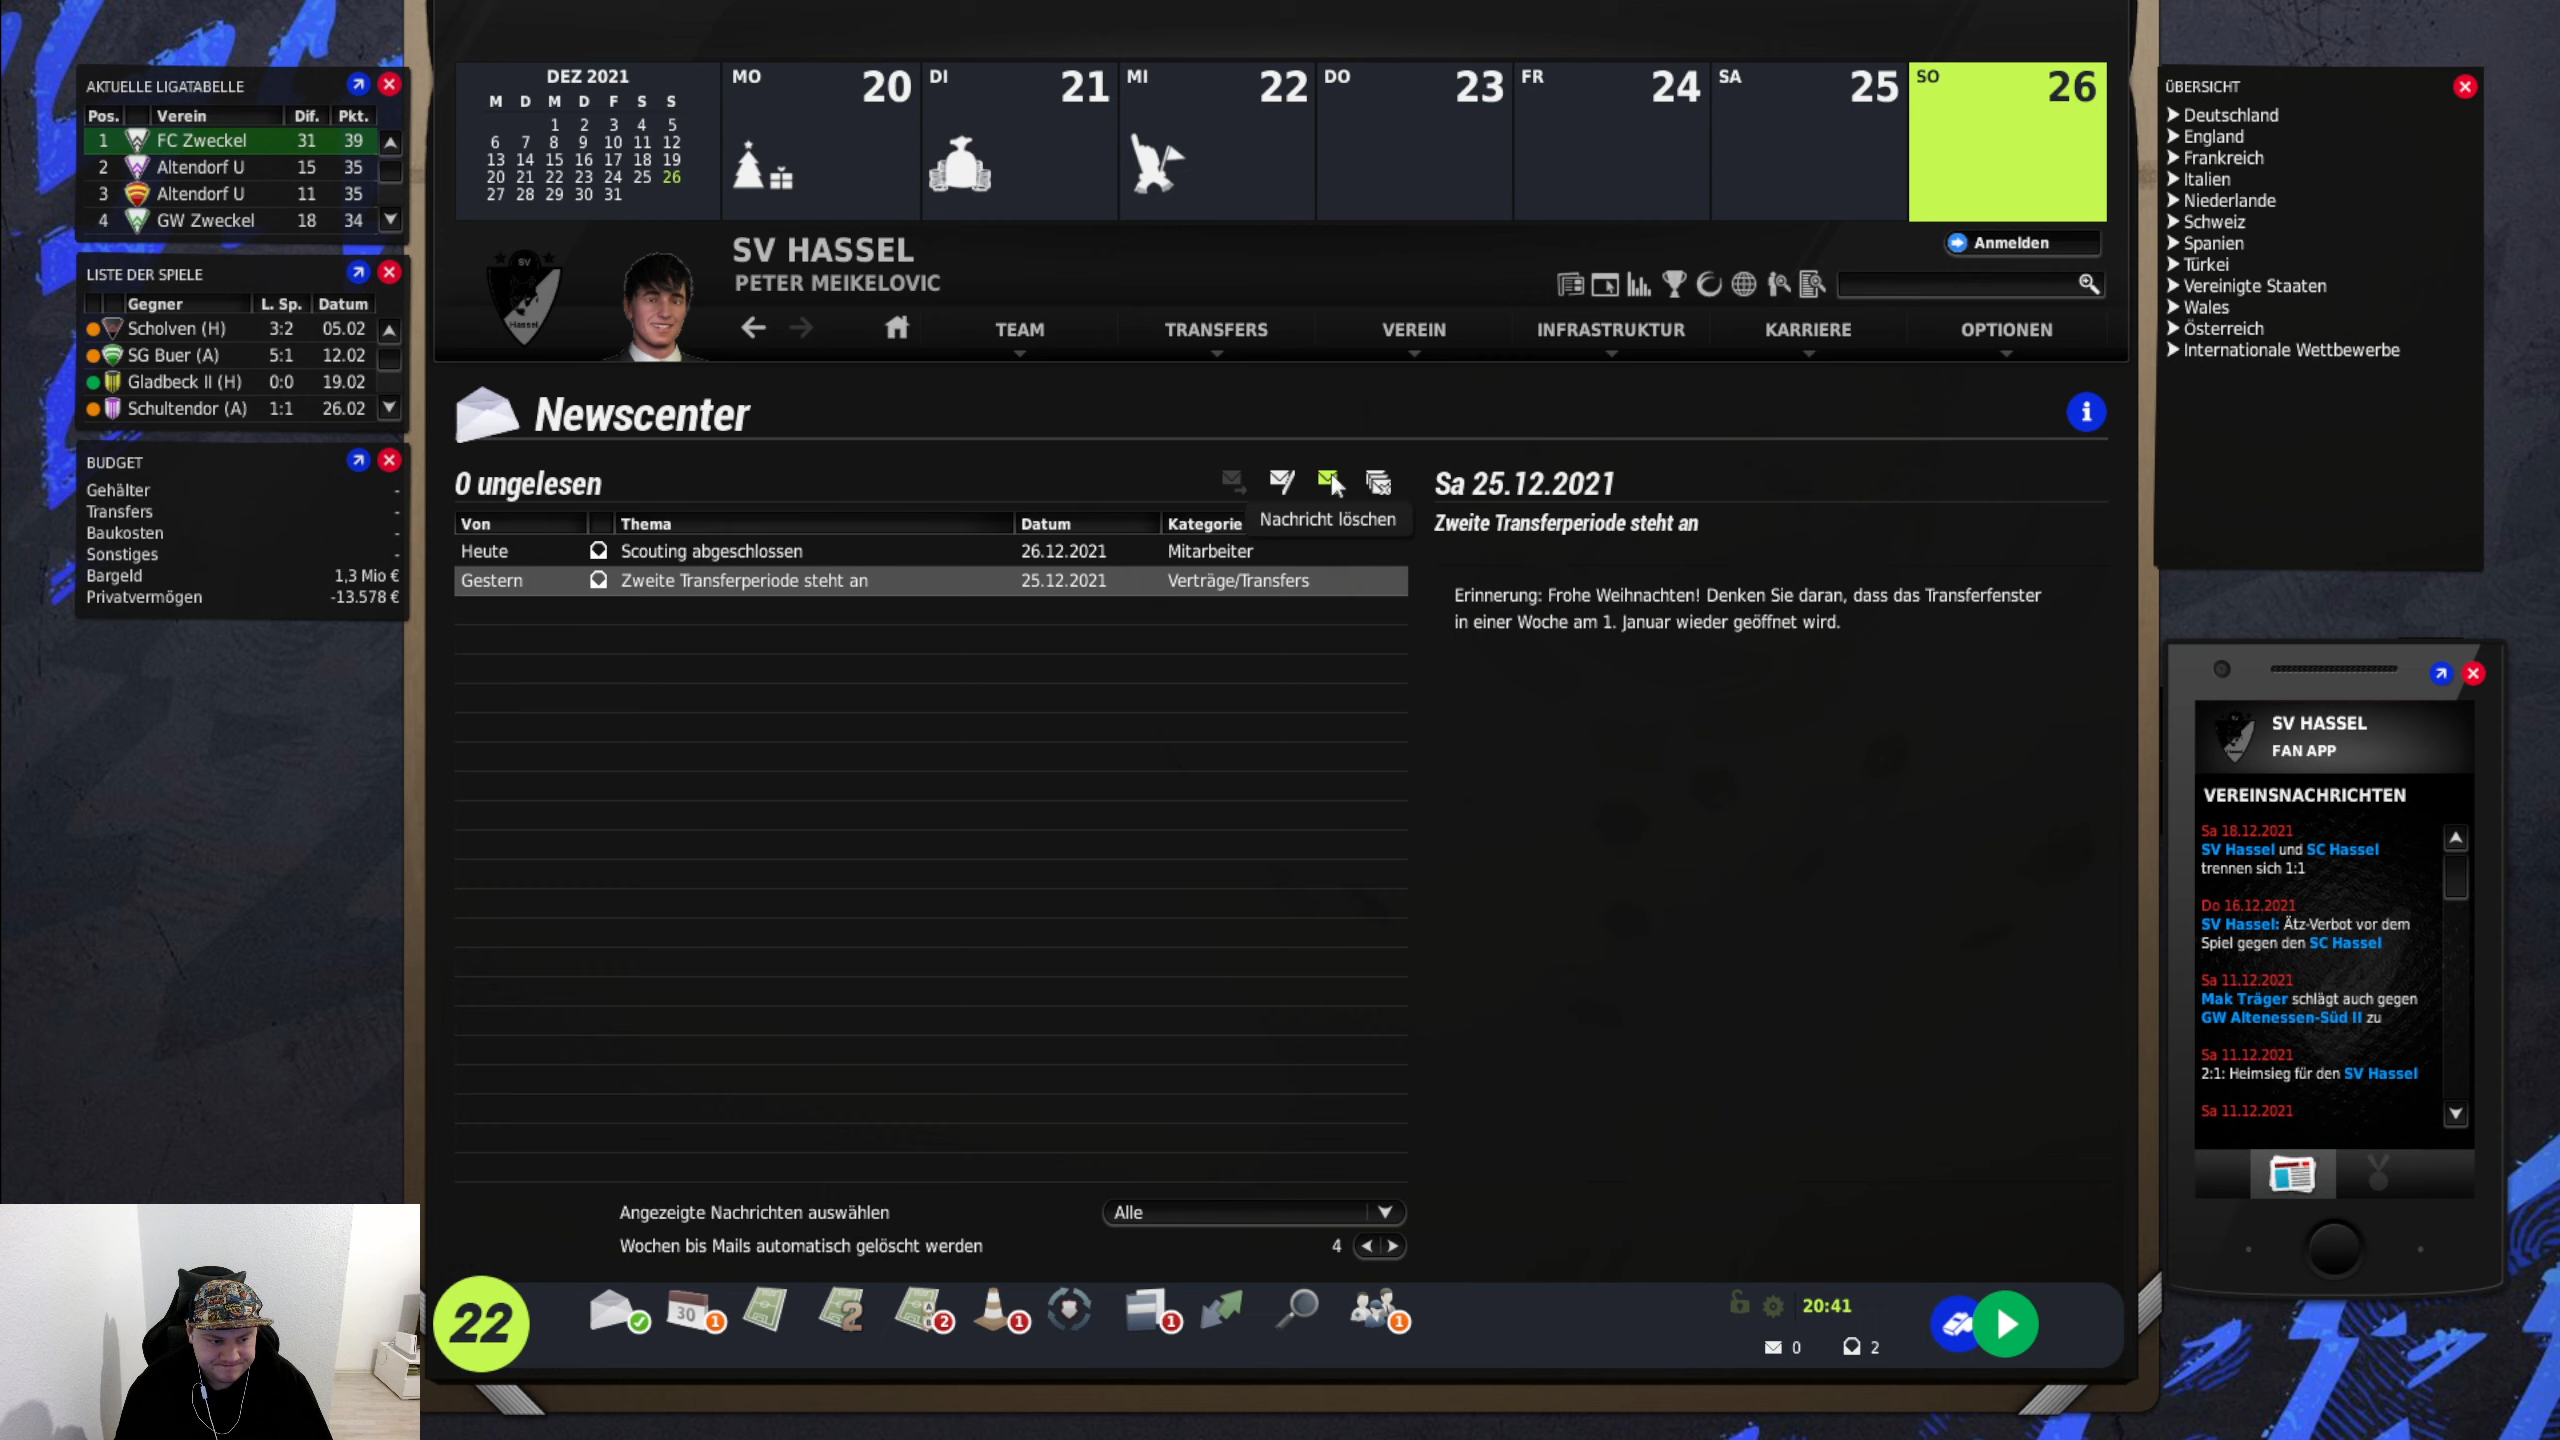 AKTUELLE LIGATABELLE
Pos. Verein Dif. Pkt.
1 FC Zweckel 31 39
2 Altendorf U 15 35
3 Altendorf U 11 35
4 GW Zweckel 18 34
LISTE DER SPIELE
Gegner L. Sp. Datum
Scholven (H) 3:2 05.02
SG Buer (A) 5:1 12.02
Gladbeck II (H) 0:0 19.02
Schultendor (A) 1:1 26.02
BUDGET
Gehälter -
Transfers -
Baukosten -
Sonstiges -
Bargeld 1,3 Mio €
Privatvermögen -13.578 €
DEZ 2021
M D M D F S S
1 2 3 4 5
6 7 8 9 10 11 12
13 14 15 16 17 18 19
20 21 22 23 24 25 26
27 28 29 30 31
MO 20
DI 21
MI 22
DO 23
FR 24
SA 25
SO 26
SV
Hassel
SV HASSEL
PETER MEIKELOVIC
Anmelden
TEAM
TRANSFERS
VEREIN
INFRASTRUKTUR
KARRIERE
OPTIONEN
Newscenter
i
0 ungelesen
Nachricht löschen
Von Thema Datum Kategorie
Heute Scouting abgeschlossen 26.12.2021 Mitarbeiter
Gestern Zweite Transferperiode steht an 25.12.2021 Verträge/Transfers
Sa 25.12.2021
Zweite Transferperiode steht an
Erinnerung: Frohe Weihnachten! Denken Sie daran, dass das Transferfenster
in einer Woche am 1. Januar wieder geöffnet wird.
Angezeigte Nachrichten auswählen Alle
Wochen bis Mails automatisch gelöscht werden 4
22
30
1
2
2
1
1
1
20:41
0
2
ÜBERSICHT
Deutschland
England
Frankreich
Italien
Niederlande
Schweiz
Spanien
Türkei
Vereinigte Staaten
Wales
Österreich
Internationale Wettbewerbe
SV HASSEL
FAN APP
VEREINSNACHRICHTEN
Sa 18.12.2021
SV Hassel und SC Hassel
trennen sich 1:1
Do 16.12.2021
SV Hassel: Ätz-Verbot vor dem
Spiel gegen den SC Hassel
Sa 11.12.2021
Mak Träger schlägt auch gegen
GW Altenessen-Süd II zu
Sa 11.12.2021
2:1: Heimsieg für den SV Hassel
Sa 11.12.2021